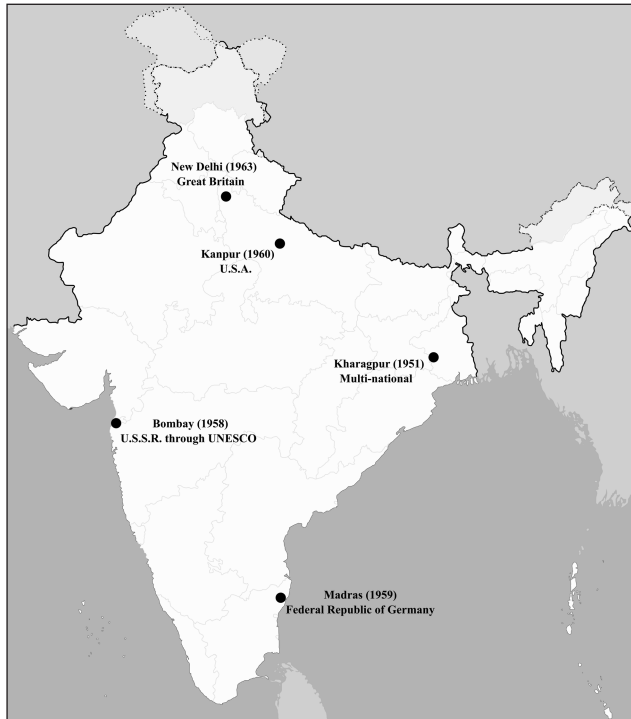 New Delhi (1963)
Great Britain
Kanpur (1960)
U.S.A.
Kharagpur (1951)
Multi-national
Bombay (1958)
U.S.S.R. through UNESCO
Madras (1959)
Federal Republic of Germany